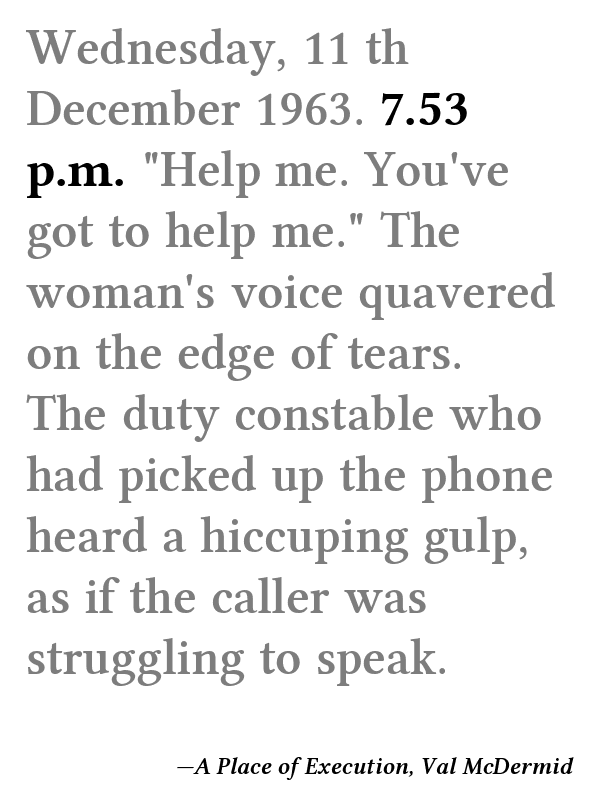 Wednesday, 11 th
December 1963. 7.53
p.m. "Help me. You've
got to help me." The
woman's voice quavered
on the edge of tears.
The duty constable who
had picked up the phone
heard a hiccuping gulp,
as if the caller was
struggling to speak.
—A Place of Execution, Val McDermid